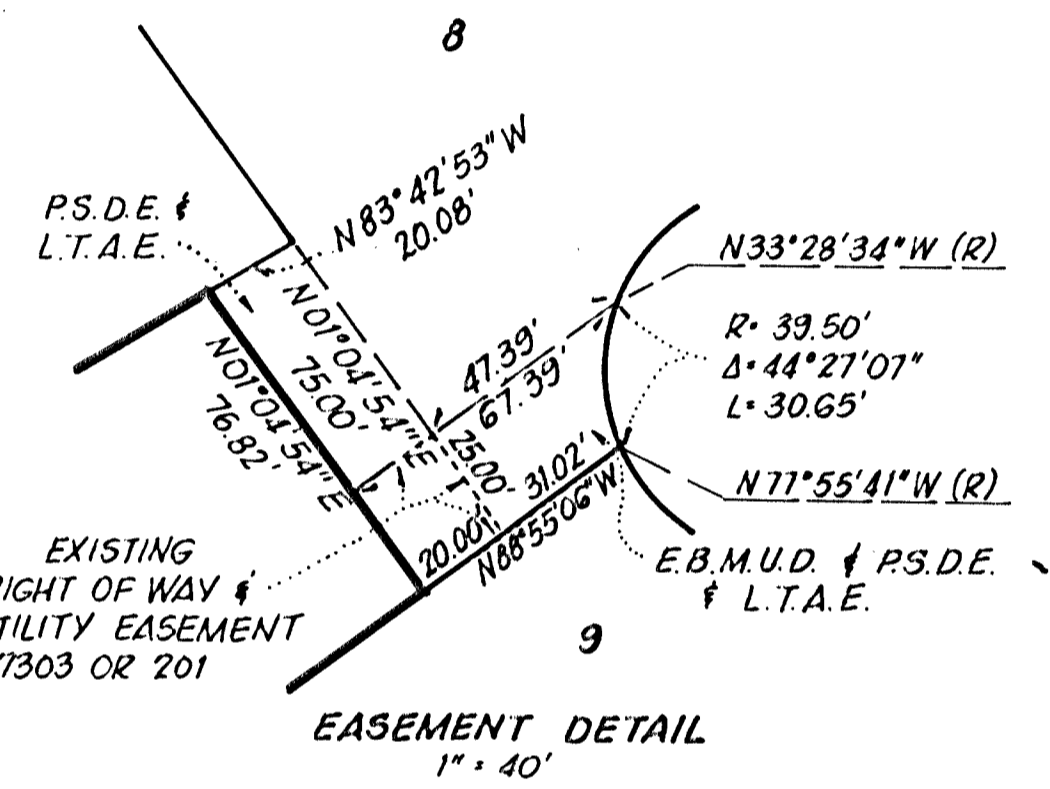 8
N 83°42'53" W
20.08'
P.S.D.E. &
L.T.A.E.
N01°04'54" E
75.00'
N01°04'54" E
76.82'
47.39'
67.39'
25.00'
31.02'
20.00'
N88°55'06" W
N33°28'34" W (R)
R= 39.50'
Δ= 44°27'07"
L= 30.65'
N77°55'41" W (R)
E.B.M.U.D. & P.S.D.E.
& L.T.A.E.
EXISTING
RIGHT OF WAY &
UTILITY EASEMENT
7303 OR 201
9
EASEMENT DETAIL
1" = 40'